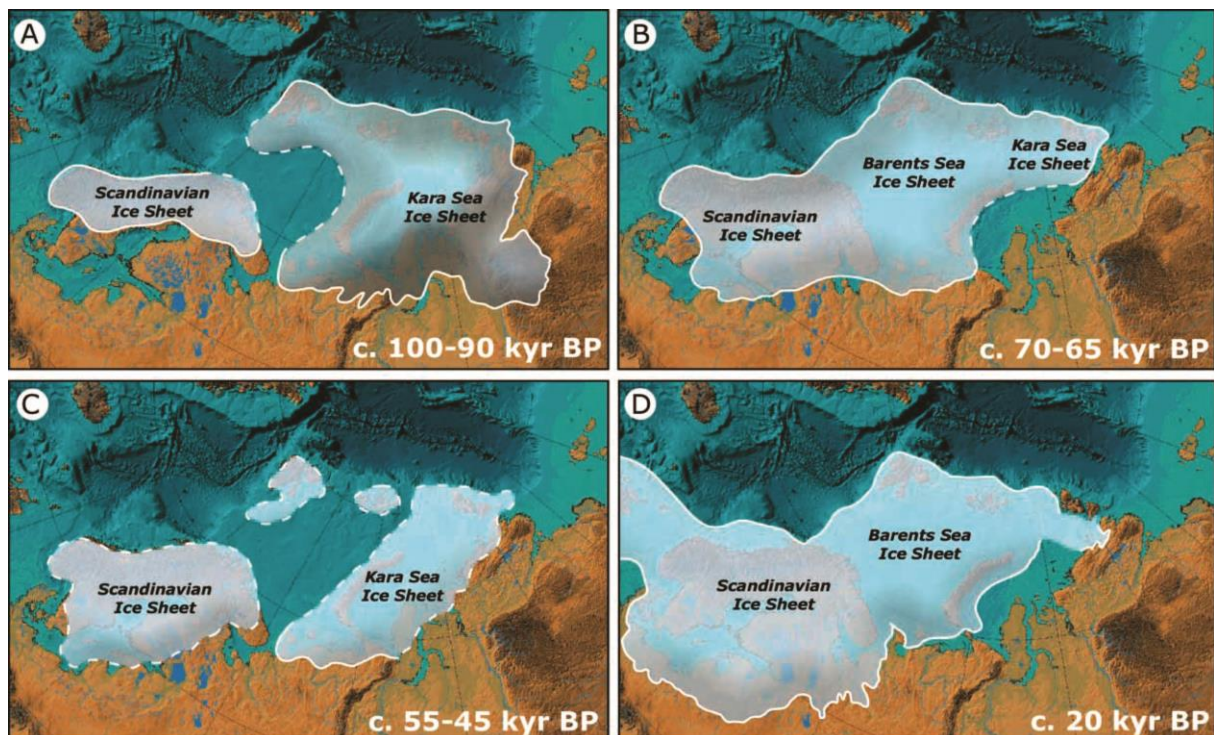 A
Scandinavian
Ice Sheet
Kara Sea
Ice Sheet
c. 100-90 kyr BP
B
Scandinavian
Ice Sheet
Barents Sea
Ice Sheet
Kara Sea
Ice Sheet
c. 70-65 kyr BP
C
Scandinavian
Ice Sheet
Kara Sea
Ice Sheet
c. 55-45 kyr BP
D
Scandinavian
Ice Sheet
Barents Sea
Ice Sheet
c. 20 kyr BP